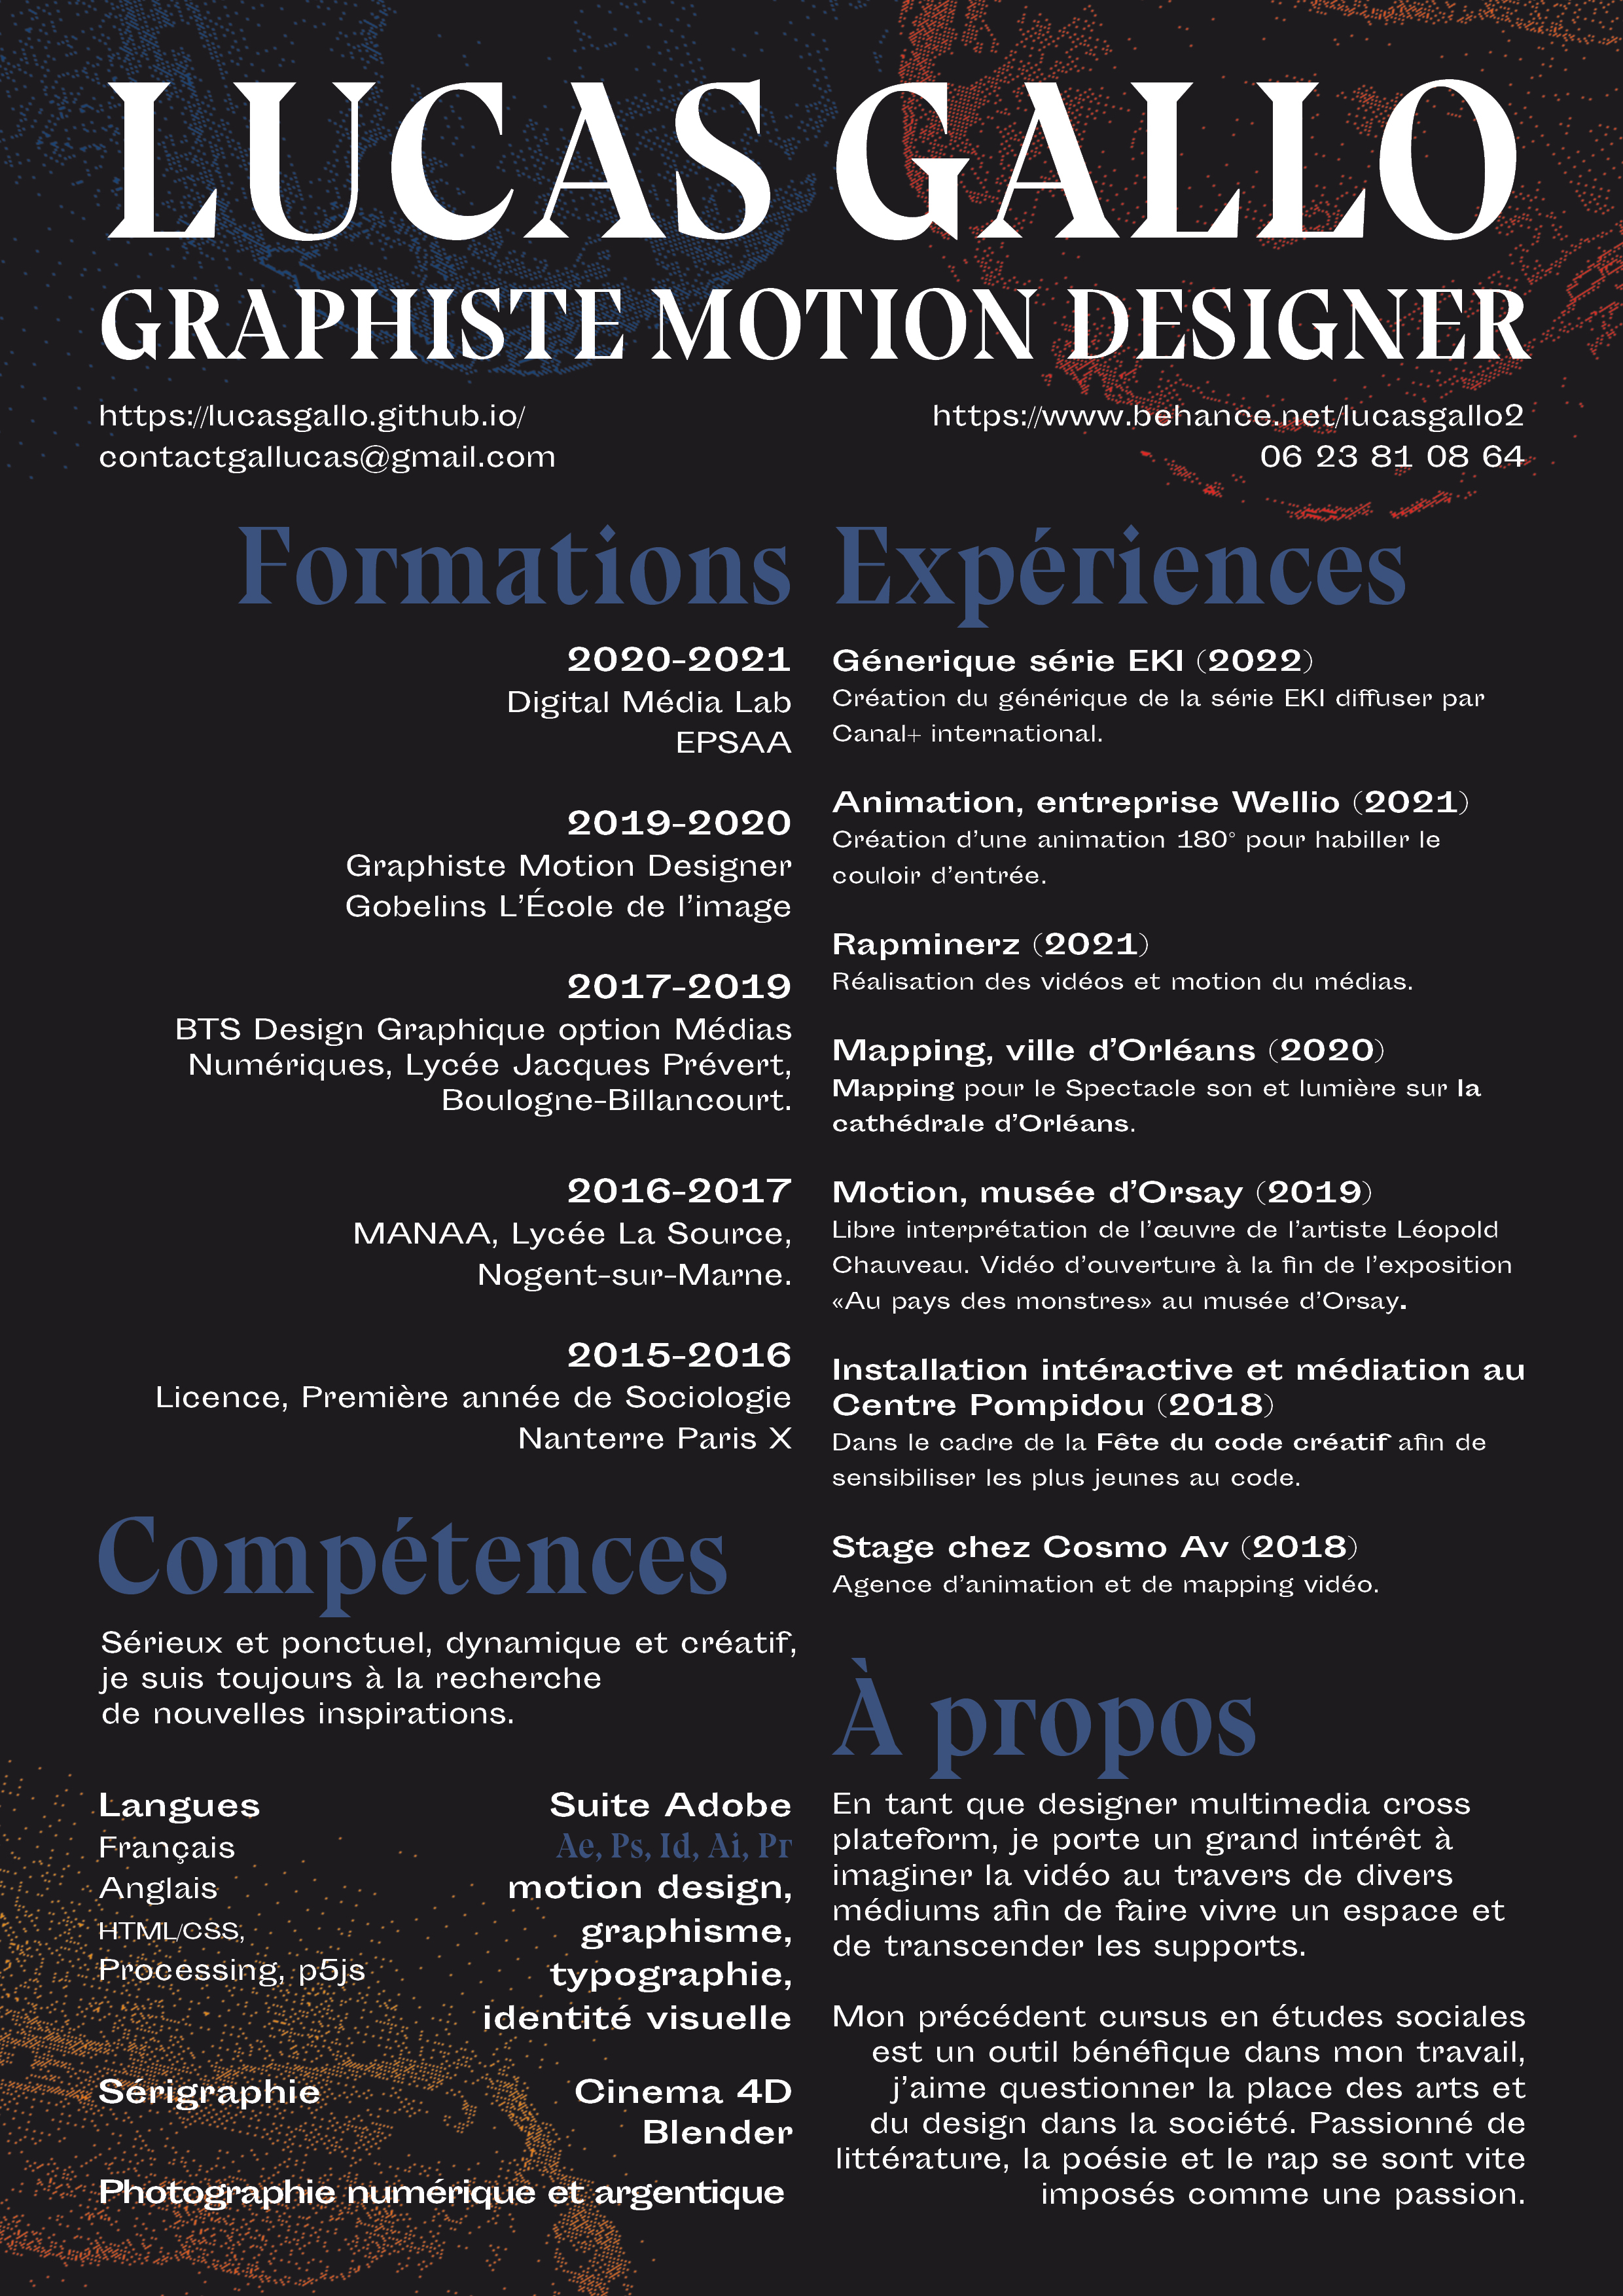 LUCAS GALLO
GRAPHISTE MOTION DESIGNER
https://lucasgallo.github.io/
contactgallucas@gmail.com
https://www.behance.net/lucasgallo2
06 23 81 08 64
Formations
2020-2021
Digital Média Lab
EPSAA
2019-2020
Graphiste Motion Designer
Gobelins L’École de l’image
2017-2019
BTS Design Graphique option Médias
Numériques, Lycée Jacques Prévert,
Boulogne-Billancourt.
2016-2017
MANAA, Lycée La Source,
Nogent-sur-Marne.
2015-2016
Licence, Première année de Sociologie
Nanterre Paris X
Compétences
Sérieux et ponctuel, dynamique et créatif,
je suis toujours à la recherche
de nouvelles inspirations.
Langues
Français
Anglais
HTML/CSS,
Processing, p5js
Suite Adobe
Ae, Ps, Id, Ai, Pr
motion design,
graphisme,
typographie,
identité visuelle
Sérigraphie
Cinema 4D
Blender
Photographie numérique et argentique
Expériences
Génerique série EKI (2022)
Création du générique de la série EKI diffuser par
Canal+ international.
Animation, entreprise Wellio (2021)
Création d’une animation 180° pour habiller le
couloir d’entrée.
Rapminerz (2021)
Réalisation des vidéos et motion du médias.
Mapping, ville d’Orléans (2020)
Mapping pour le Spectacle son et lumière sur la
cathédrale d’Orléans.
Motion, musée d’Orsay (2019)
Libre interprétation de l’œuvre de l’artiste Léopold
Chauveau. Vidéo d’ouverture à la fin de l’exposition
«Au pays des monstres» au musée d’Orsay.
Installation intéractive et médiation au
Centre Pompidou (2018)
Dans le cadre de la Fête du code créatif afin de
sensibiliser les plus jeunes au code.
Stage chez Cosmo Av (2018)
Agence d’animation et de mapping vidéo.
À propos
En tant que designer multimedia cross
plateform, je porte un grand intérêt à
imaginer la vidéo au travers de divers
médiums afin de faire vivre un espace et
de transcender les supports.
Mon précédent cursus en études sociales
est un outil bénéfique dans mon travail,
j’aime questionner la place des arts et
du design dans la société. Passionné de
littérature, la poésie et le rap se sont vite
imposés comme une passion.